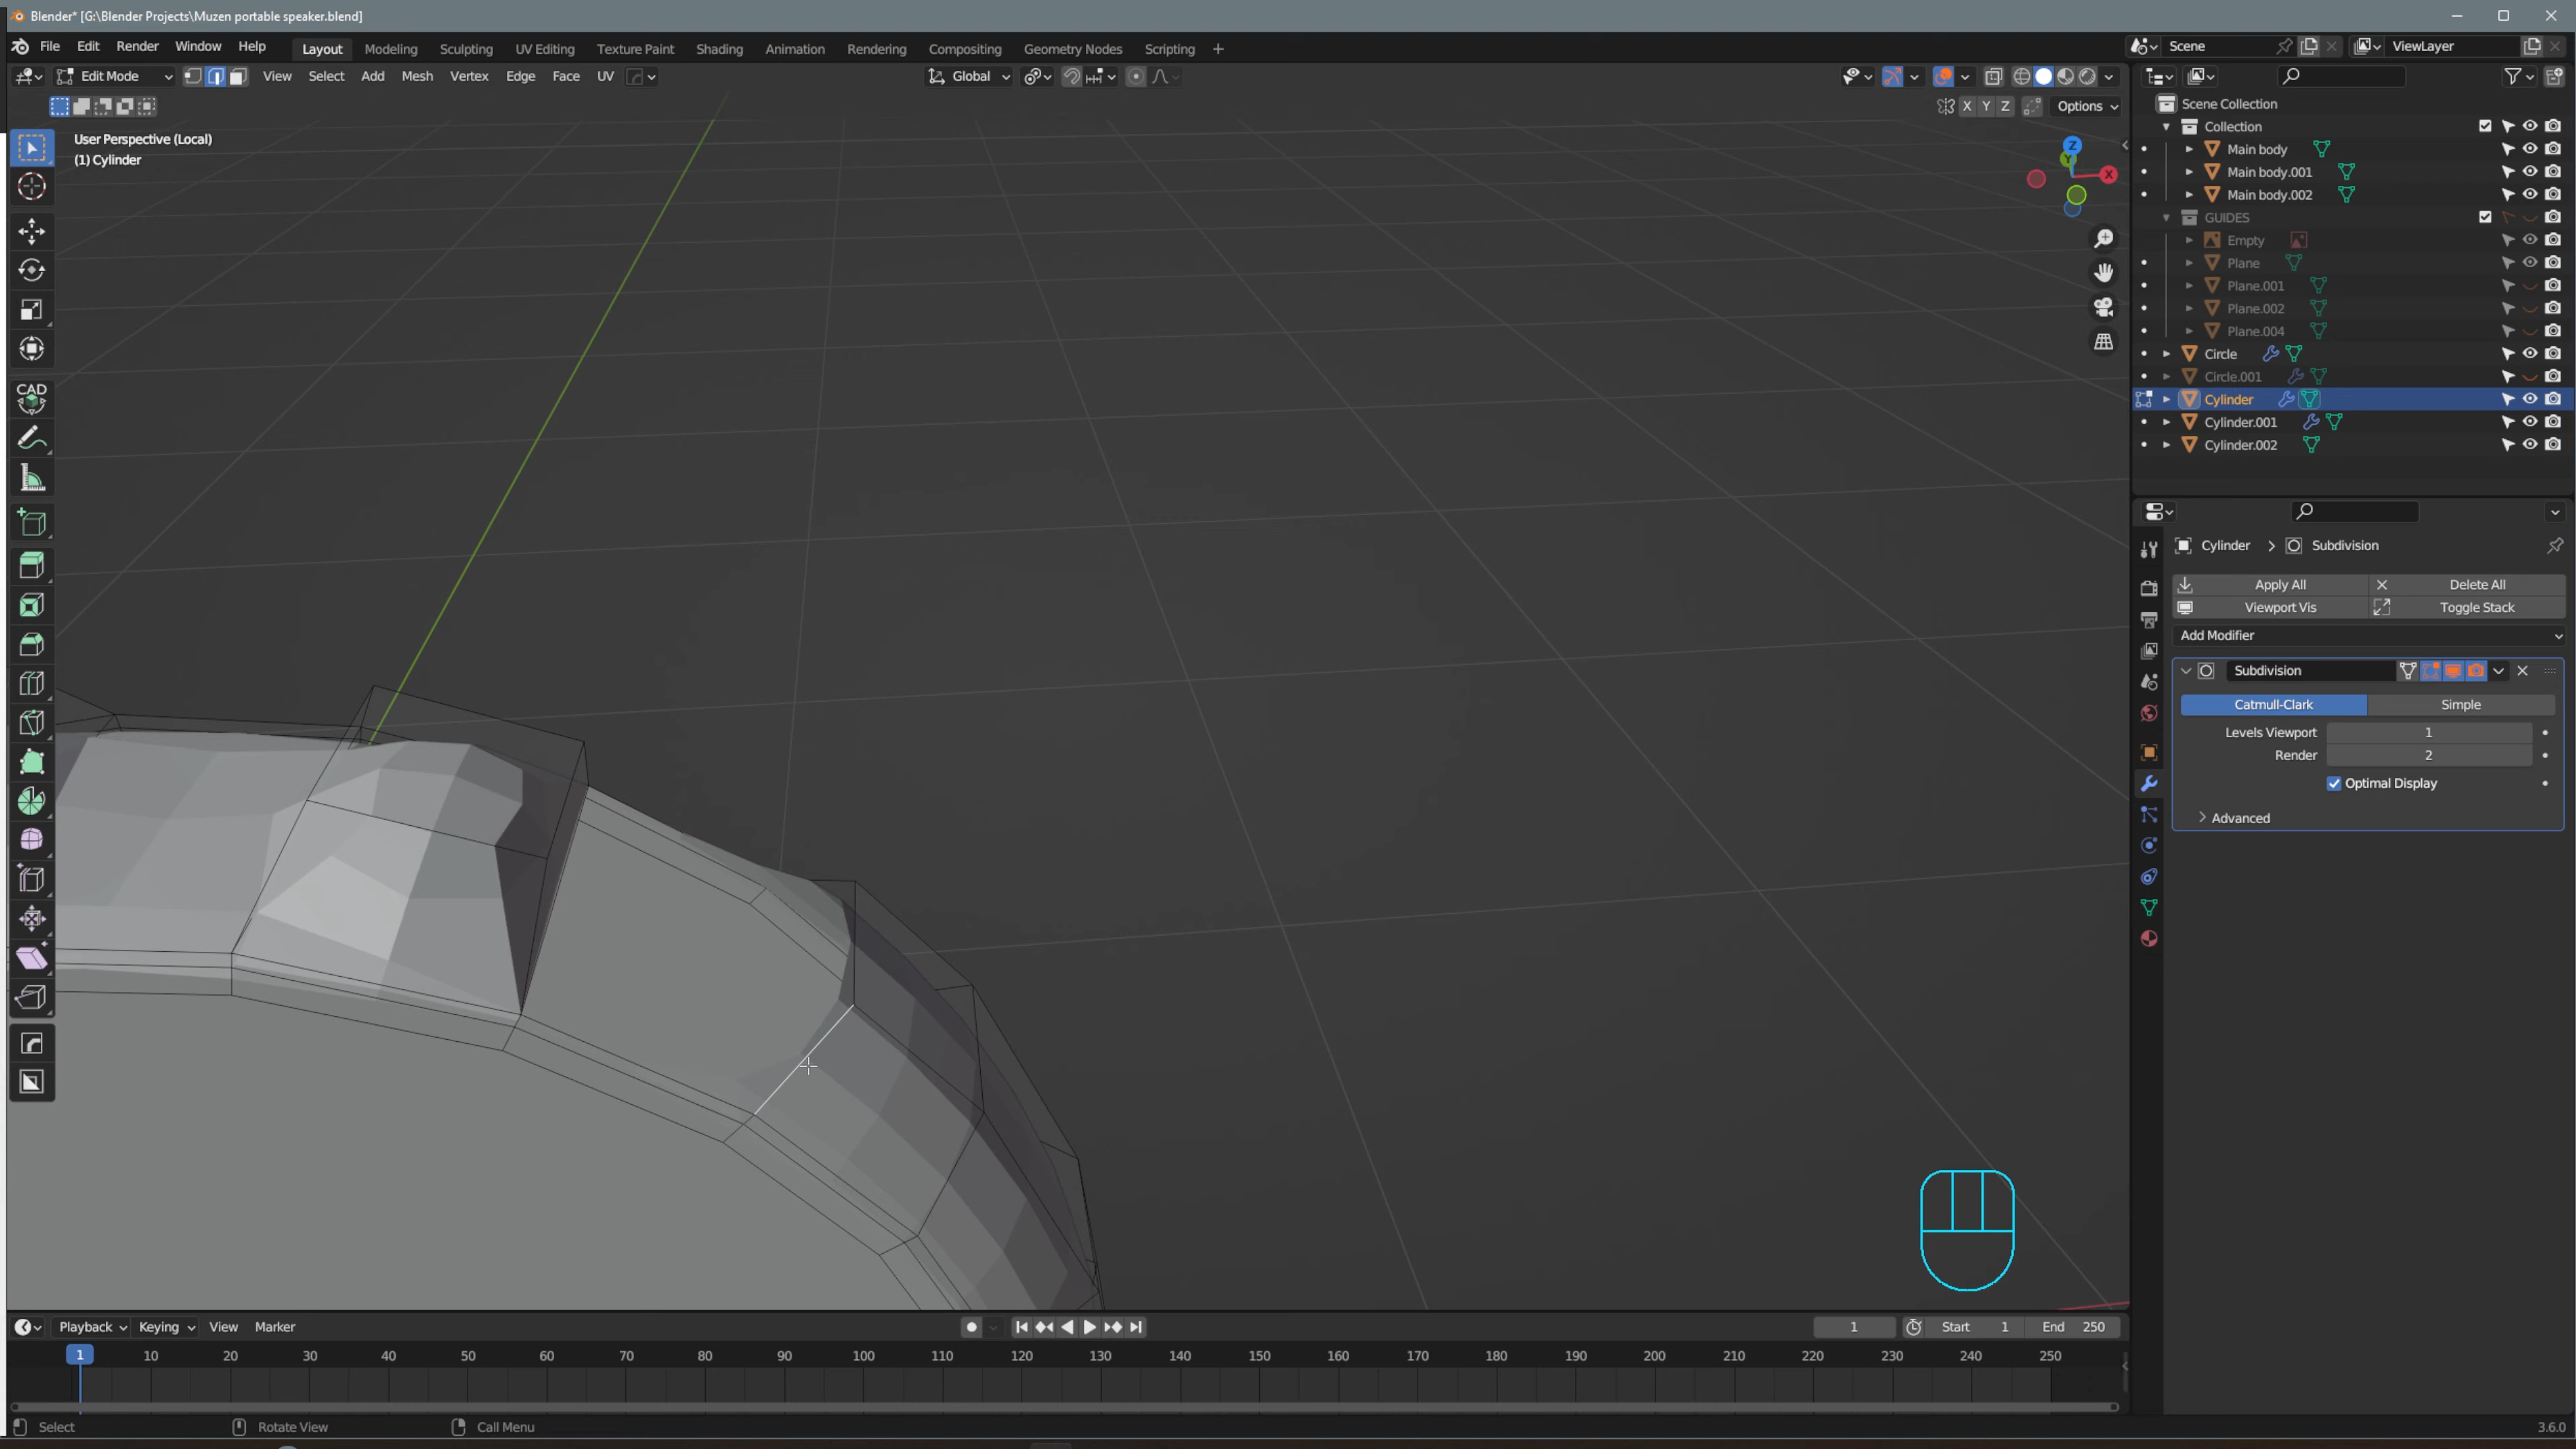 Blender* [G:\Blender Projects\Muzen portable speaker.blend]
File Edit Render Window Help Layout Modeling Sculpting UV Editing Texture Paint Shading Animation Rendering Compositing Geometry Nodes Scripting + Scene ViewLayer
Edit Mode View Select Add Mesh Vertex Edge Face UV Global
X Y Z Options
User Perspective (Local)
(1) Cylinder
Z
Y
X
CAD
Scene Collection
Collection
Main body
Main body.001
Main body.002
GUIDES
Empty
Plane
Plane.001
Plane.002
Plane.004
Circle
Circle.001
Cylinder
Cylinder.001
Cylinder.002
Cylinder > Subdivision
Apply All Delete All
Viewport Vis Toggle Stack
Add Modifier
Subdivision
Catmull-Clark Simple
Levels Viewport 1
Render 2
Optimal Display
Advanced
Playback Keying View Marker 1 Start 1 End 250
1 10 20 30 40 50 60 70 80 90 100 110 120 130 140 150 160 170 180 190 200 210 220 230 240 250
Select Rotate View Call Menu 3.6.0